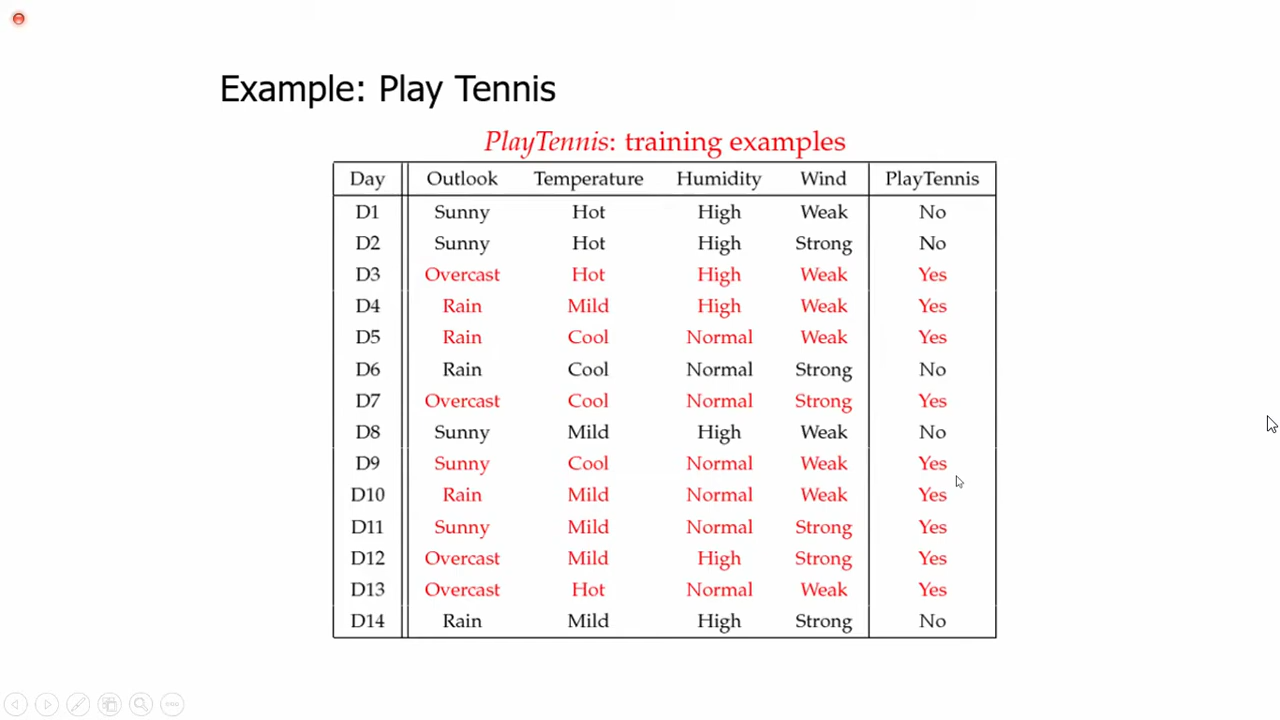 Example: Play Tennis
PlayTennis: training examples
Day Outlook Temperature Humidity Wind PlayTennis
D1 Sunny Hot High Weak No
D2 Sunny Hot High Strong No
D3 Overcast Hot High Weak Yes
D4 Rain Mild High Weak Yes
D5 Rain Cool Normal Weak Yes
D6 Rain Cool Normal Strong No
D7 Overcast Cool Normal Strong Yes
D8 Sunny Mild High Weak No
D9 Sunny Cool Normal Weak Yes
D10 Rain Mild Normal Weak Yes
D11 Sunny Mild Normal Strong Yes
D12 Overcast Mild High Strong Yes
D13 Overcast Hot Normal Weak Yes
D14 Rain Mild High Strong No